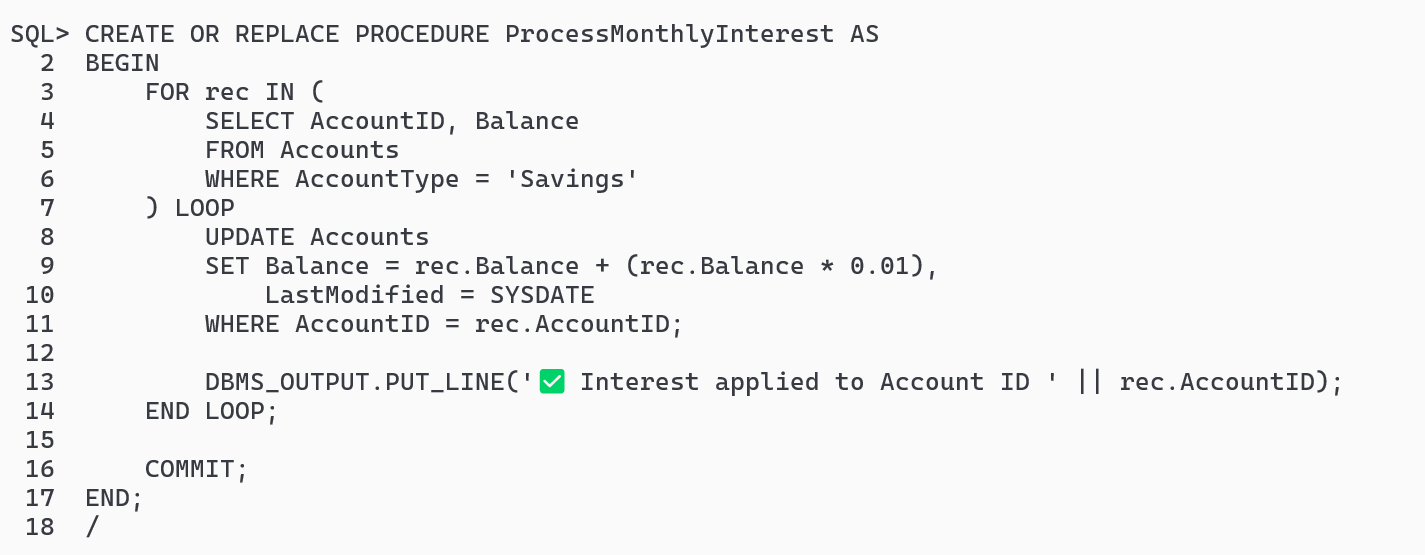 SQL> CREATE OR REPLACE PROCEDURE ProcessMonthlyInterest AS
  2  BEGIN
  3      FOR rec IN (
  4          SELECT AccountID, Balance
  5          FROM Accounts
  6          WHERE AccountType = 'Savings'
  7      ) LOOP
  8          UPDATE Accounts
  9          SET Balance = rec.Balance + (rec.Balance * 0.01),
 10              LastModified = SYSDATE
 11          WHERE AccountID = rec.AccountID;
 12
 13          DBMS_OUTPUT.PUT_LINE('✅ Interest applied to Account ID ' || rec.AccountID);
 14      END LOOP;
 15
 16      COMMIT;
 17  END;
 18  /